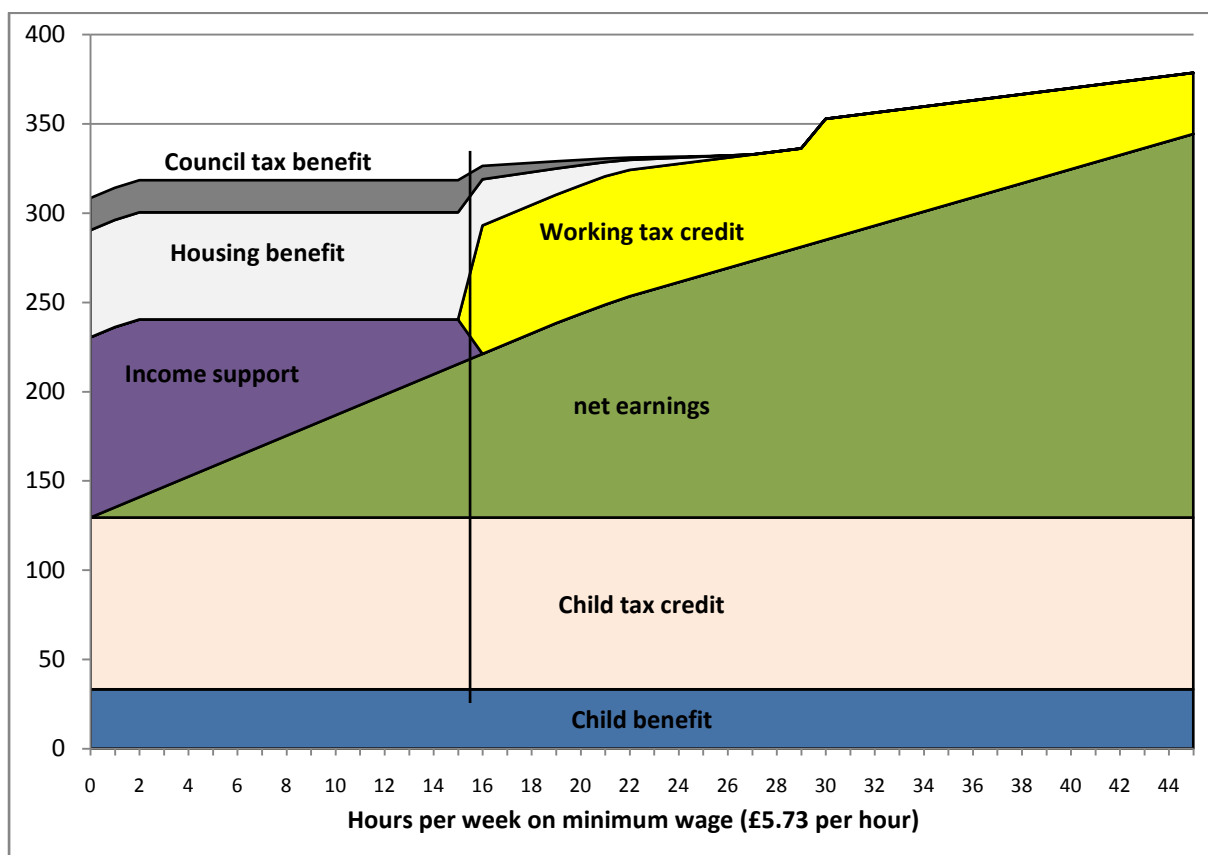 400
350
300
250
200
150
100
50
0
Council tax benefit
Housing benefit
Working tax credit
Income support
net earnings
Child tax credit
Child benefit
0 2 4 6 8 10 12 14 16 18 20 22 24 26 28 30 32 34 36 38 40 42 44
Hours per week on minimum wage (£5.73 per hour)